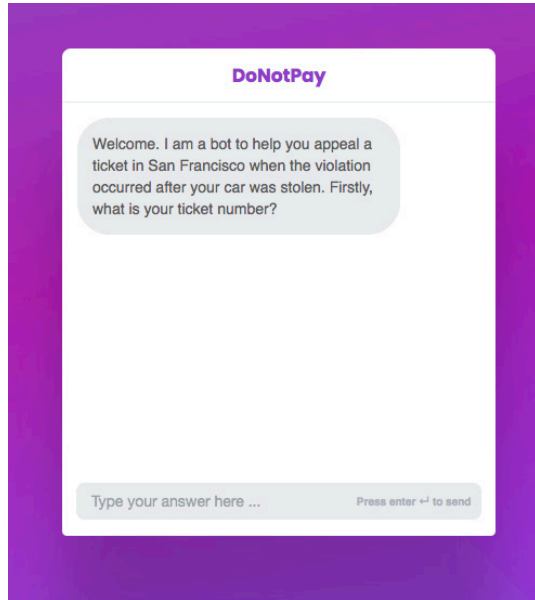 DoNotPay
Welcome. I am a bot to help you appeal a
ticket in San Francisco when the violation
occurred after your car was stolen. Firstly,
what is your ticket number?
Type your answer here ... Press enter ↵ to send